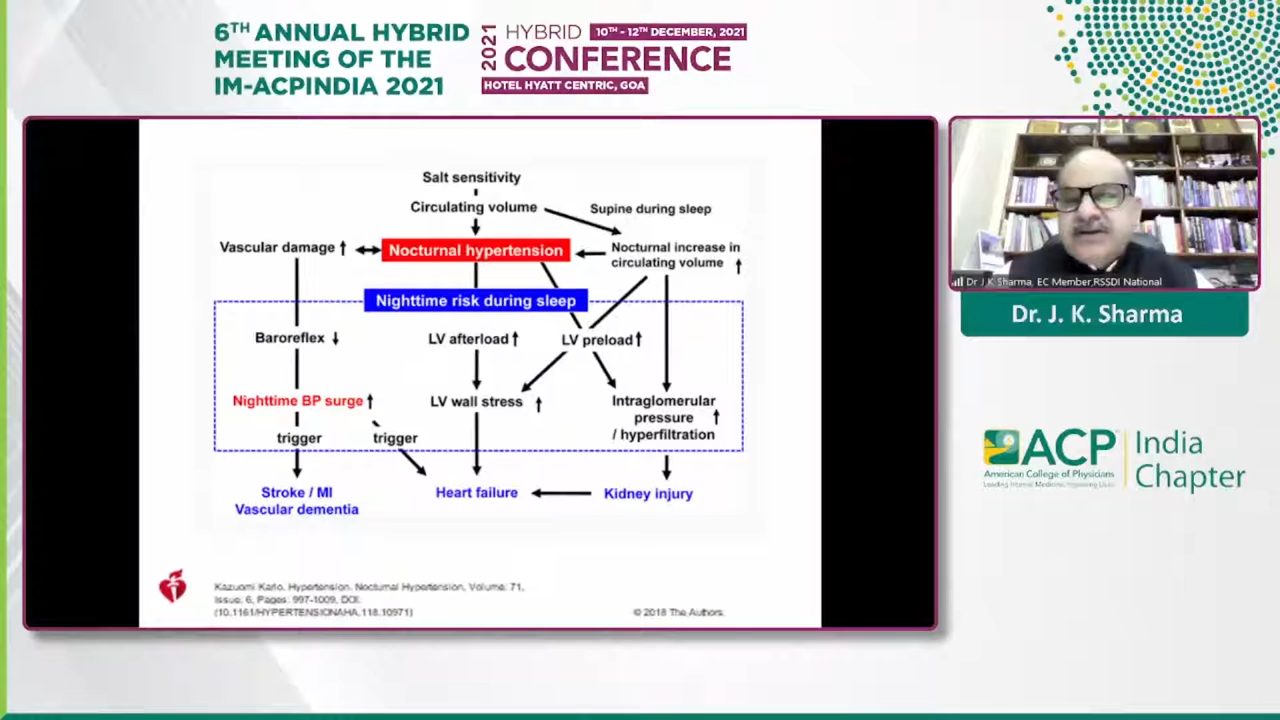 6TH ANNUAL HYBRID
MEETING OF THE
IM-ACPINDIA 2021
2021
HYBRID
10TH - 12TH DECEMBER, 2021
CONFERENCE
HOTEL HYATT CENTRIC, GOA
Salt sensitivity
Circulating volume
Supine during sleep
Vascular damage ↑
Nocturnal hypertension
Nocturnal increase in
circulating volume ↑
Nighttime risk during sleep
Baroreflex ↓
LV afterload ↑
LV preload ↑
Nighttime BP surge ↑
LV wall stress ↑
Intraglomerular
pressure ↑
/ hyperfiltration
trigger
trigger
Stroke / MI
Vascular dementia
Heart failure
Kidney injury
Kazuomi Kario. Hypertension. Nocturnal Hypertension, Volume: 71,
Issue: 6, Pages: 997-1009, DOI:
(10.1161/HYPERTENSIONAHA.118.10971)
© 2018 The Authors.
Dr J K Sharma, EC Member,RSSDI National
Dr. J. K. Sharma
ACP
American College of Physicians
Leading Internal Medicine, Improving Lives
India
Chapter